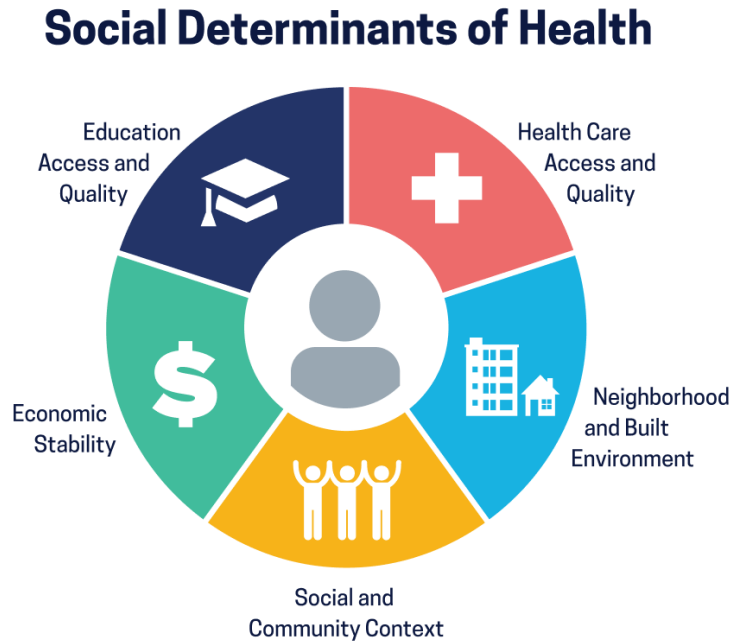 Social Determinants of Health
Education
Access and
Quality
Health Care
Access and
Quality
Economic
Stability
Neighborhood
and Built
Environment
Social and
Community Context